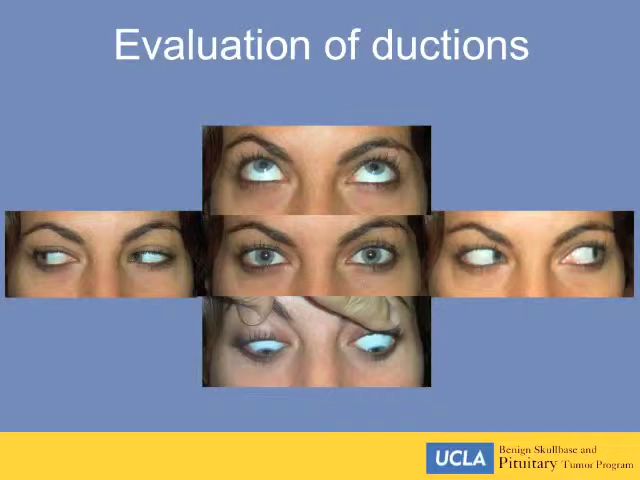 Evaluation of ductions
UCLA
Benign Skullbase and
Pituitary Tumor Program